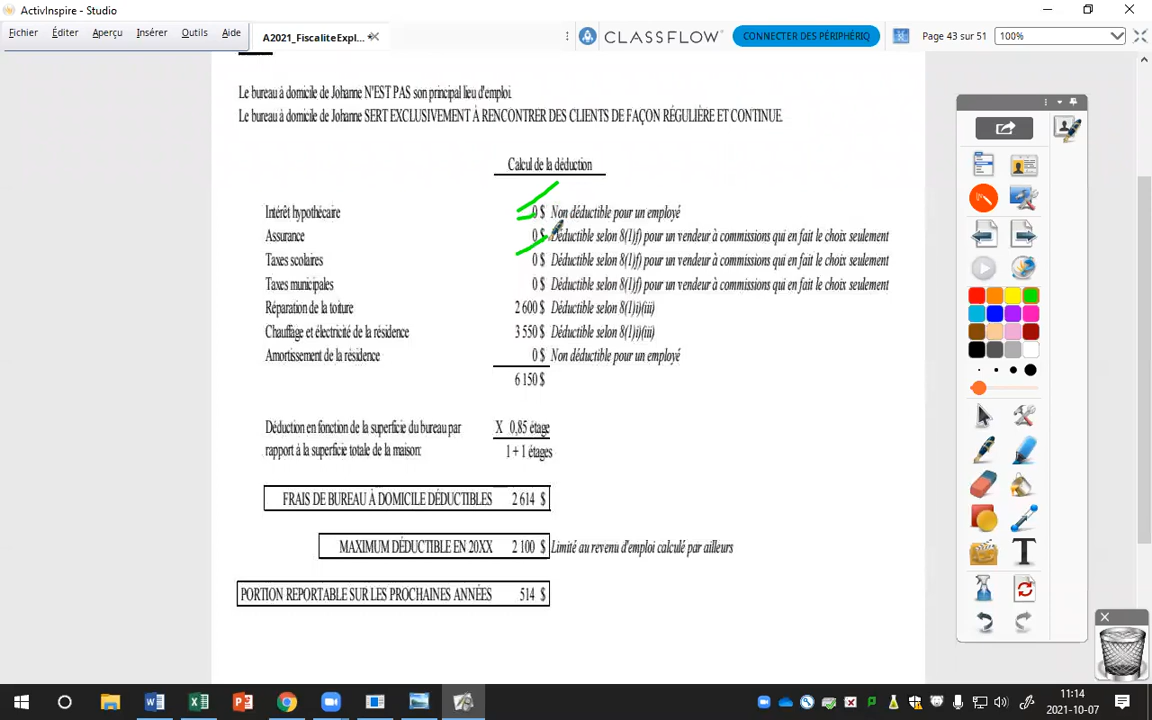 ActivInspire - Studio
Fichier Éditer Aperçu Insérer Outils Aide
A2021_FiscaliteExpl...
CLASSFLOW
CONNECTER DES PÉRIPHÉRIQ
Page 43 sur 51
100%
Le bureau à domicile de Johanne N'EST PAS son principal lieu d'emploi.
Le bureau à domicile de Johanne SERT EXCLUSIVEMENT À RENCONTRER DES CLIENTS DE FAÇON RÉGULIÈRE ET CONTINUE.
Calcul de la déduction
Intérêt hypothécaire 0 $ Non déductible pour un employé
Assurance 0 $ Déductible selon 8(1)f) pour un vendeur à commissions qui en fait le choix seulement
Taxes scolaires 0 $ Déductible selon 8(1)f) pour un vendeur à commissions qui en fait le choix seulement
Taxes municipales 0 $ Déductible selon 8(1)f) pour un vendeur à commissions qui en fait le choix seulement
Réparation de la toiture 2 600 $ Déductible selon 8(1)i)(iii)
Chauffage et électricité de la résidence 3 550 $ Déductible selon 8(1)i)(iii)
Amortissement de la résidence 0 $ Non déductible pour un employé
6 150 $
Déduction en fonction de la superficie du bureau par X 0,85 étage
rapport à la superficie totale de la maison: 1 + 1 étages
FRAIS DE BUREAU À DOMICILE DÉDUCTIBLES 2 614 $
MAXIMUM DÉDUCTIBLE EN 20XX 2 100 $ Limité au revenu d'emploi calculé par ailleurs
PORTION REPORTABLE SUR LES PROCHAINES ANNÉES 514 $
11:14
2021-10-07